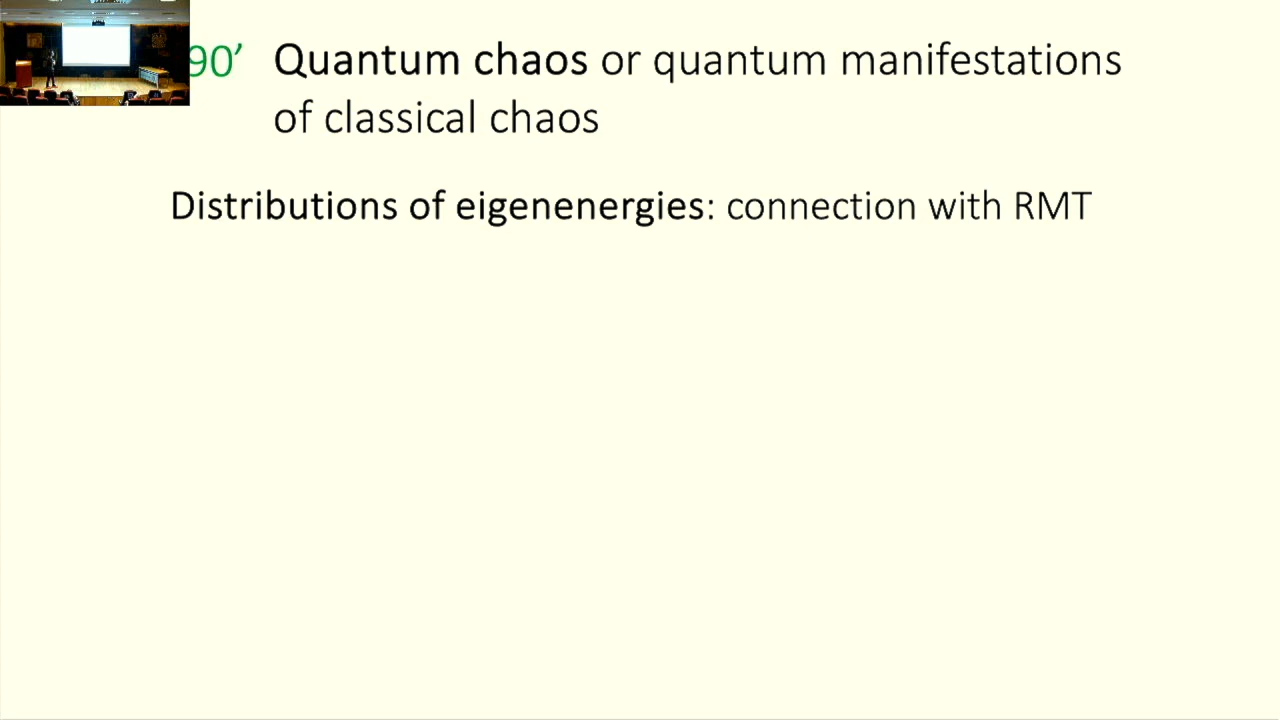 90’ Quantum chaos or quantum manifestations
of classical chaos
Distributions of eigenenergies: connection with RMT